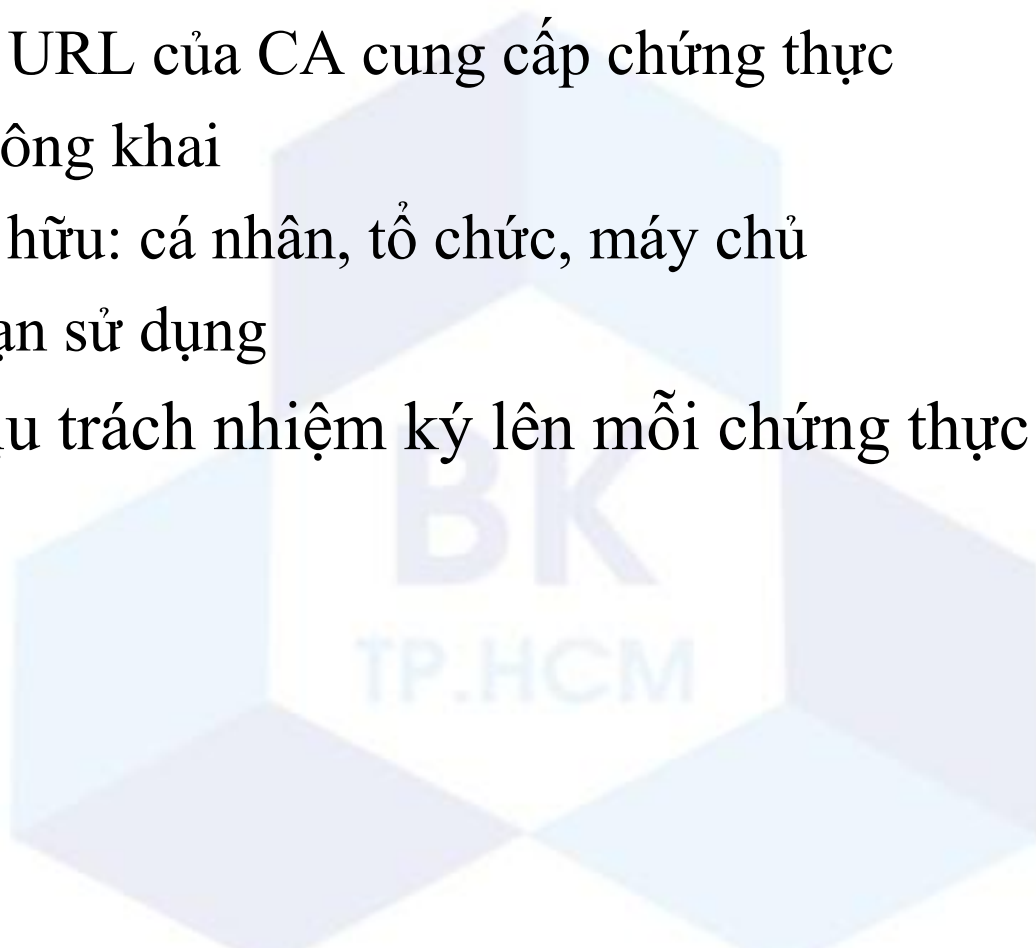 URL của CA cung cấp chứng thực
ông khai
hữu: cá nhân, tổ chức, máy chủ
ạn sử dụng
ịu trách nhiệm ký lên mỗi chứng thực
BK
TP.HCM